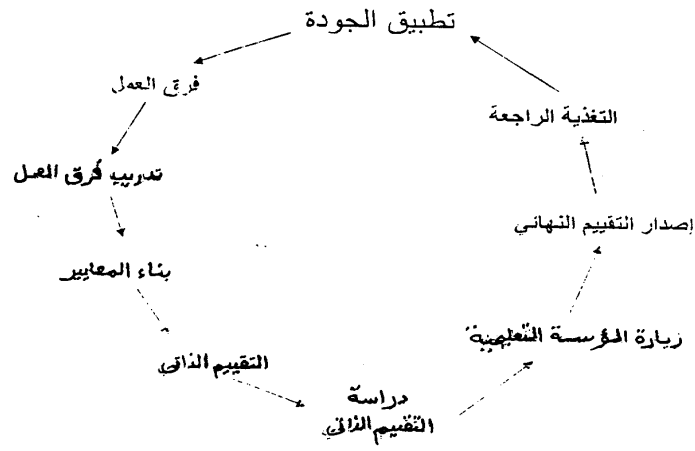 تطبيق الجودة
فرق العمل
تدريب فرق العمل
بناء المعايير
التقييم الذاتي
دراسة
التقييم الذاتي
زيارة المؤسسة التعليمية
إصدار التقييم النهائي
التغذية الراجعة